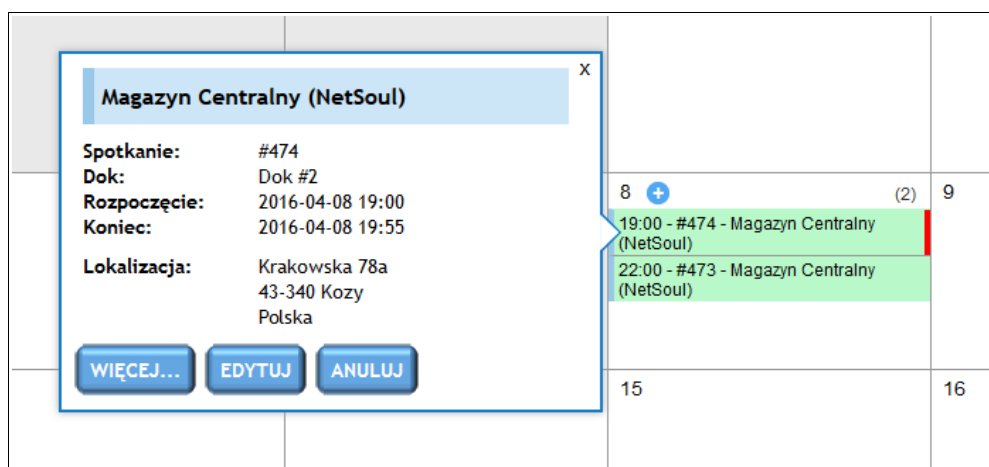 x
Magazyn Centralny (NetSoul)
Spotkanie: #474
Dok: Dok #2
Rozpoczęcie: 2016-04-08 19:00
Koniec: 2016-04-08 19:55
Lokalizacja: Krakowska 78a
43-340 Kozy
Polska
WIĘCEJ... EDYTUJ ANULUJ
8 (2) 9
19:00 - #474 - Magazyn Centralny
(NetSoul)
22:00 - #473 - Magazyn Centralny
(NetSoul)
15 16